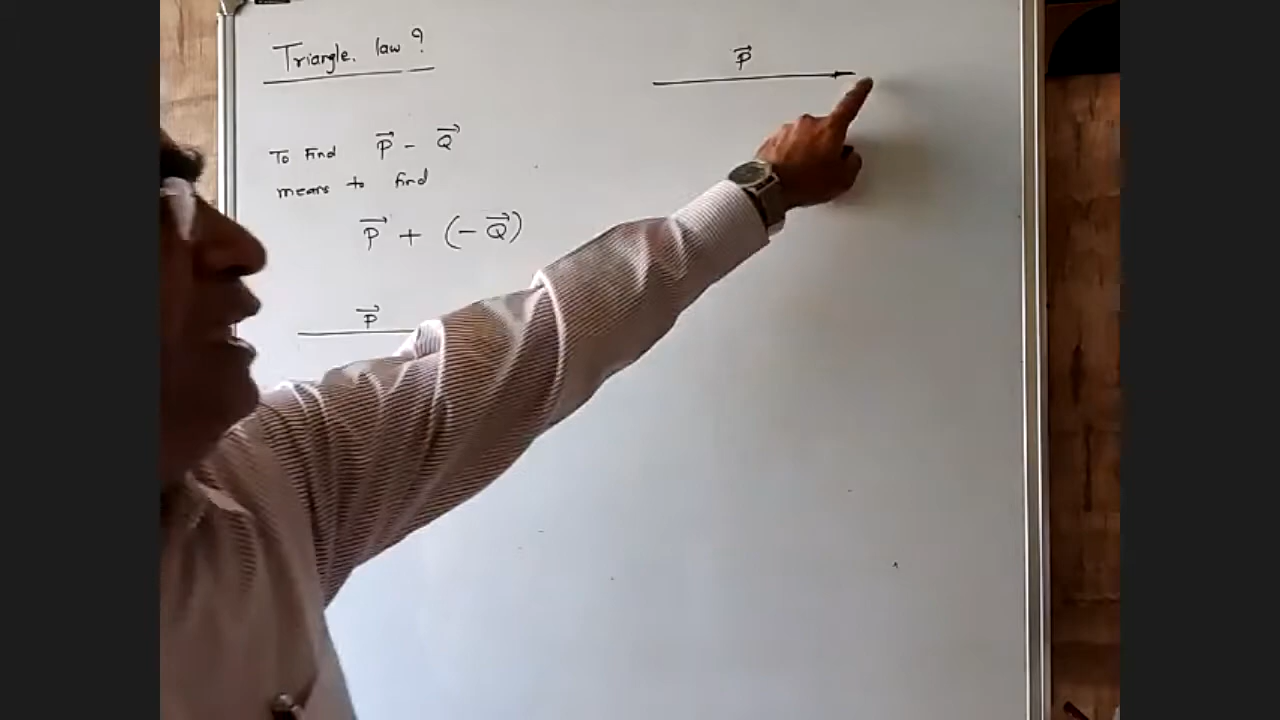 Triangle. law ?
To Find P⃗ - Q⃗
means to find
P⃗ + (- Q⃗)
P⃗
P⃗